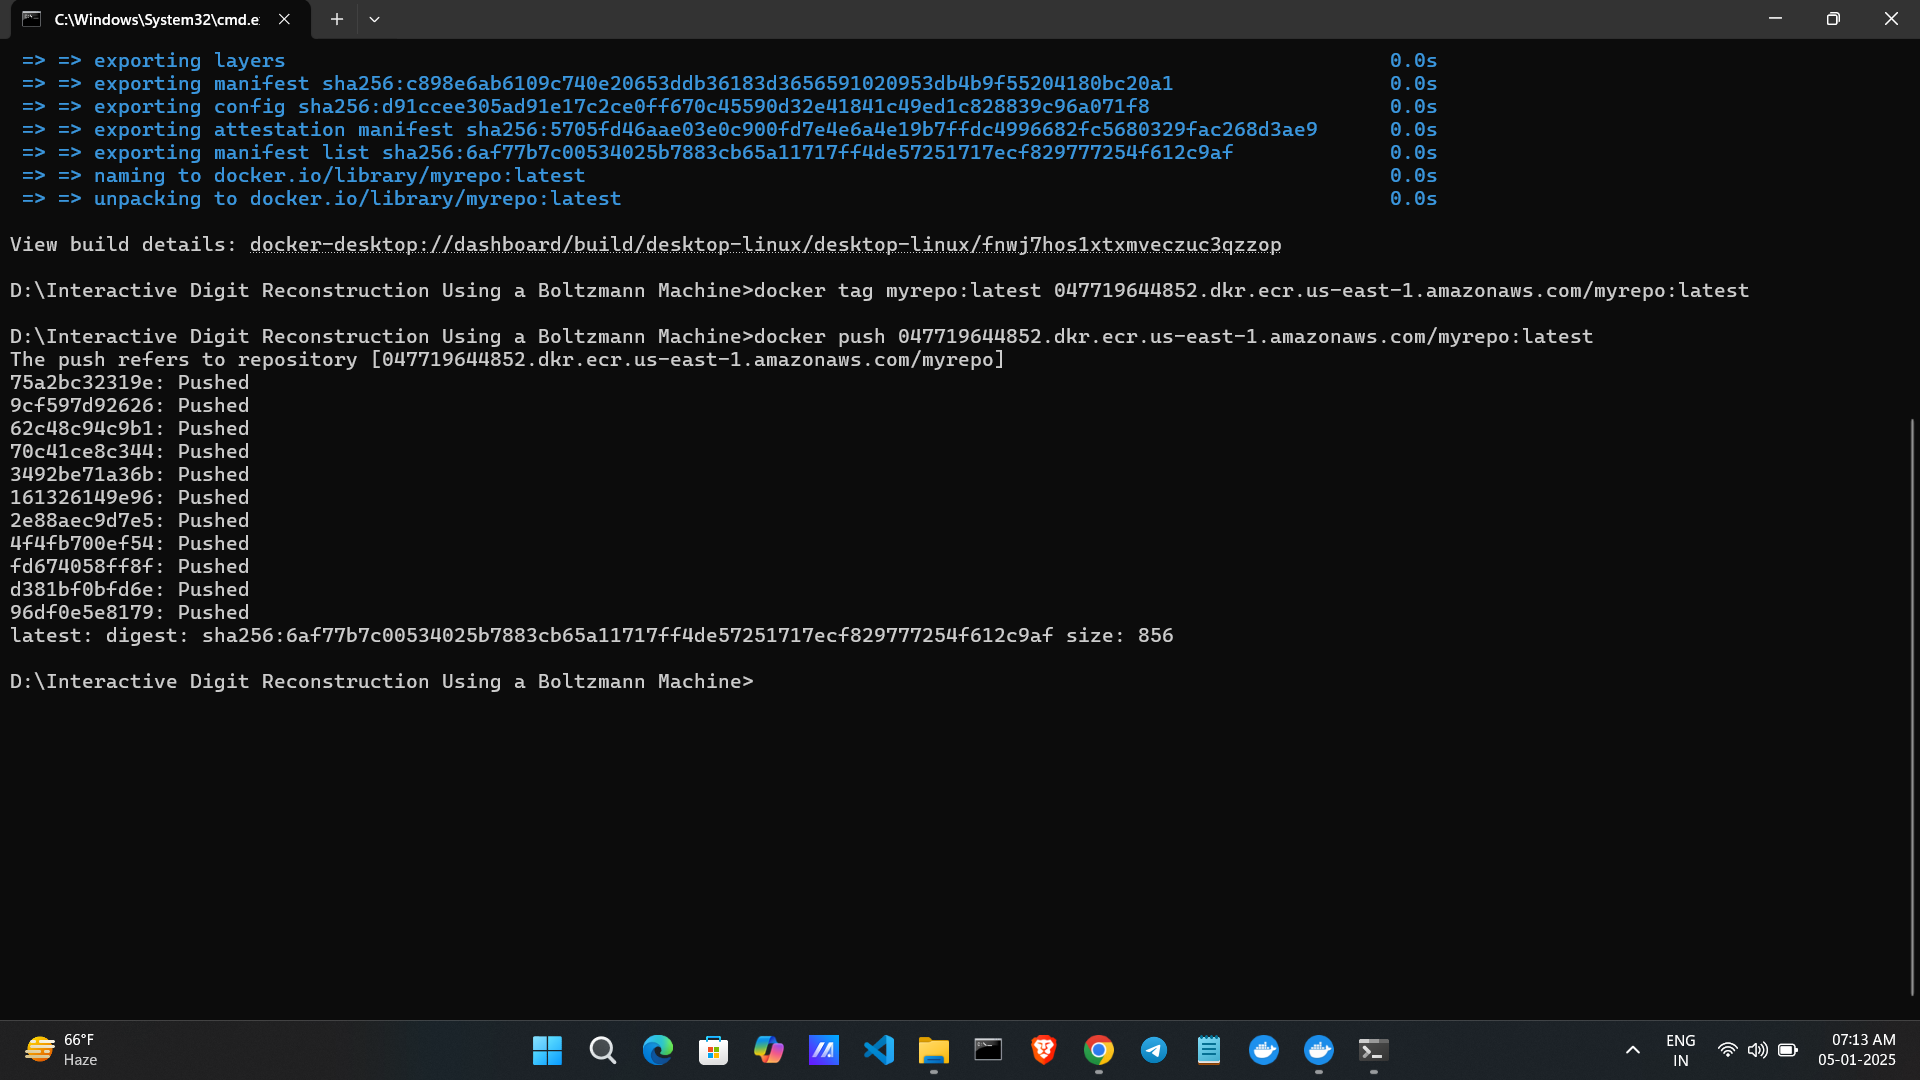 C:\Windows\System32\cmd.e
=> => exporting layers 0.0s
=> => exporting manifest sha256:c898e6ab6109c740e20653ddb36183d3656591020953db4b9f55204180bc20a1 0.0s
=> => exporting config sha256:d91ccee305ad91e17c2ce0ff670c45590d32e41841c49ed1c828839c96a071f8 0.0s
=> => exporting attestation manifest sha256:5705fd46aae03e0c900fd7e4e6a4e19b7ffdc4996682fc5680329fac268d3ae9 0.0s
=> => exporting manifest list sha256:6af77b7c00534025b7883cb65a11717ff4de57251717ecf829777254f612c9af 0.0s
=> => naming to docker.io/library/myrepo:latest 0.0s
=> => unpacking to docker.io/library/myrepo:latest 0.0s
View build details: docker-desktop://dashboard/build/desktop-linux/desktop-linux/fnwj7hos1xtxmveczuc3qzzop
D:\Interactive Digit Reconstruction Using a Boltzmann Machine>docker tag myrepo:latest 047719644852.dkr.ecr.us-east-1.amazonaws.com/myrepo:latest
D:\Interactive Digit Reconstruction Using a Boltzmann Machine>docker push 047719644852.dkr.ecr.us-east-1.amazonaws.com/myrepo:latest
The push refers to repository [047719644852.dkr.ecr.us-east-1.amazonaws.com/myrepo]
75a2bc32319e: Pushed
9cf597d92626: Pushed
62c48c94c9b1: Pushed
70c41ce8c344: Pushed
3492be71a36b: Pushed
161326149e96: Pushed
2e88aec9d7e5: Pushed
4f4fb700ef54: Pushed
fd674058ff8f: Pushed
d381bf0bfd6e: Pushed
96df0e5e8179: Pushed
latest: digest: sha256:6af77b7c00534025b7883cb65a11717ff4de57251717ecf829777254f612c9af size: 856
D:\Interactive Digit Reconstruction Using a Boltzmann Machine>
66°F
Haze
ENG
IN
07:13 AM
05-01-2025